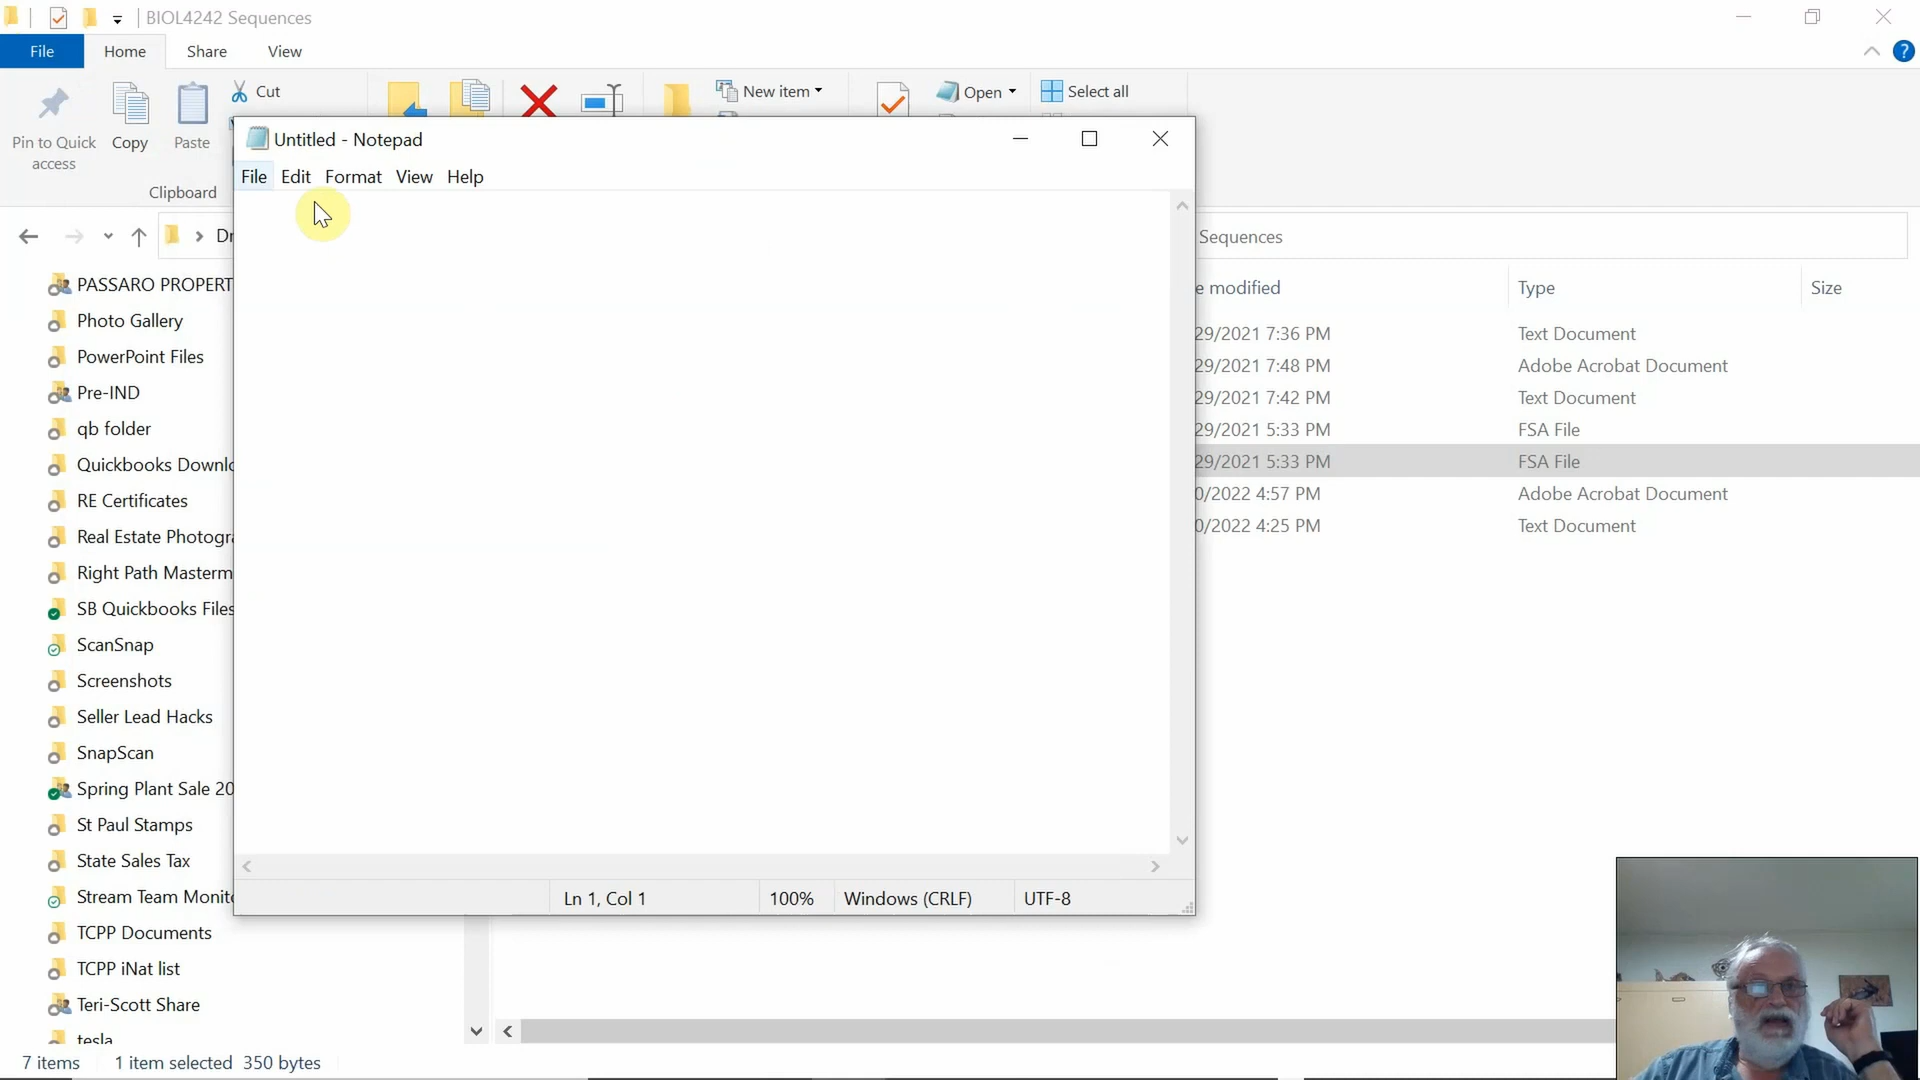 BIOL4242 Sequences
File Home Share View
Pin to Quick access
Copy
Paste
Cut
New item
Open
Select all
Clipboard
Untitled - Notepad
File Edit Format View Help
Sequences
PASSARO PROPERT
Photo Gallery
PowerPoint Files
Pre-IND
qb folder
Quickbooks Downlo
RE Certificates
Real Estate Photogra
Right Path Masterm
SB Quickbooks Files
ScanSnap
Screenshots
Seller Lead Hacks
SnapScan
Spring Plant Sale 20
St Paul Stamps
State Sales Tax
Stream Team Monito
TCPP Documents
TCPP iNat list
Teri-Scott Share
tesla
e modified Type Size
29/2021 7:36 PM Text Document
29/2021 7:48 PM Adobe Acrobat Document
29/2021 7:42 PM Text Document
29/2021 5:33 PM FSA File
29/2021 5:33 PM FSA File
0/2022 4:57 PM Adobe Acrobat Document
0/2022 4:25 PM Text Document
Ln 1, Col 1 100% Windows (CRLF) UTF-8
7 items 1 item selected 350 bytes